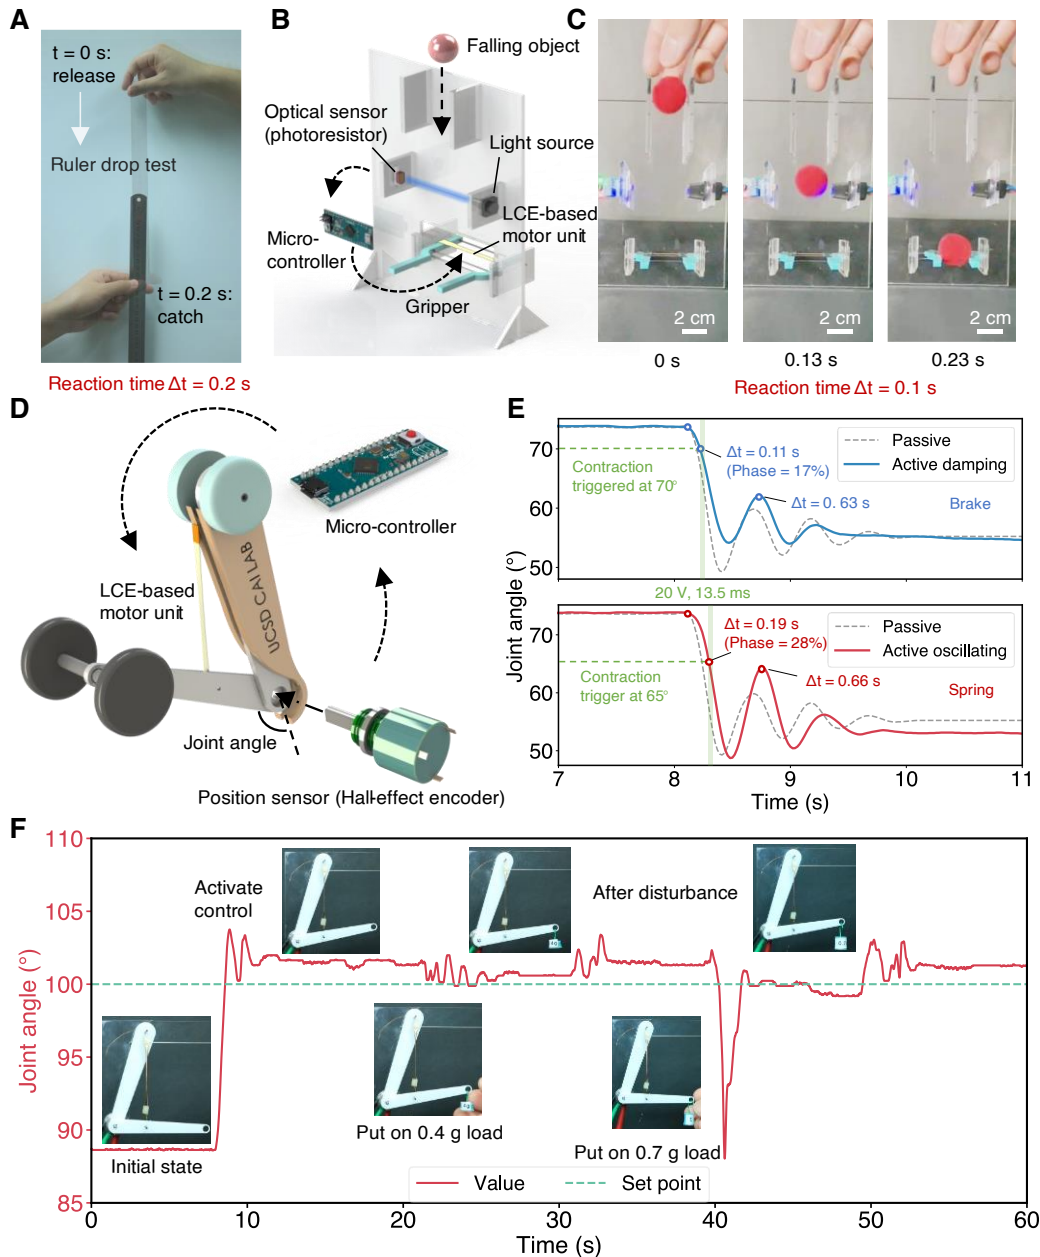 A
t = 0 s:
release
Ruler drop test
t = 0.2 s:
catch
Reaction time Δt = 0.2 s
B
Falling object
Optical sensor
(photoresistor)
Light source
LCE-based
motor unit
Micro-
controller
Gripper
C
2 cm
2 cm
2 cm
0 s
0.13 s
0.23 s
Reaction time Δt = 0.1 s
D
Micro-controller
LCE-based
motor unit
UCSD CAI LAB
Joint angle
Position sensor (Hall-effect encoder)
E
Joint angle (°)
70
60
50
Contraction
triggered at 70°
Δt = 0.11 s
(Phase = 17%)
Δt = 0. 63 s
Passive
Active damping
Brake
20 V, 13.5 ms
70
60
50
Contraction
trigger at 65°
Δt = 0.19 s
(Phase = 28%)
Δt = 0.66 s
Passive
Active oscillating
Spring
7
8
9
10
11
Time (s)
F
Joint angle (°)
110
105
100
95
90
85
Activate
control
After disturbance
Initial state
Put on 0.4 g load
Put on 0.7 g load
Value
Set point
0
10
20
30
40
50
60
Time (s)